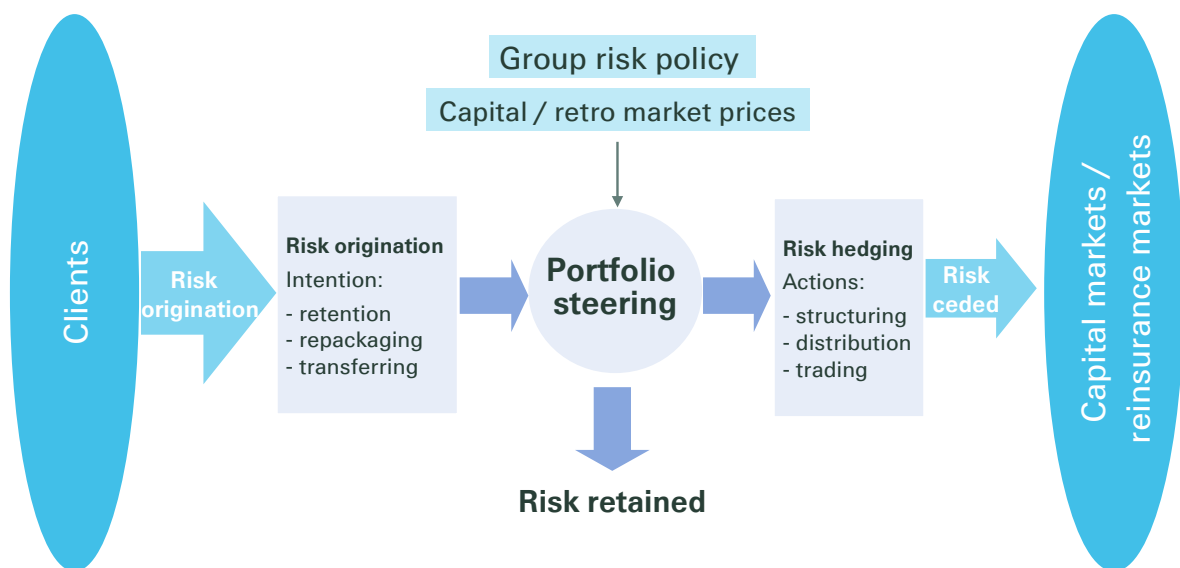 Group risk policy
Capital / retro market prices
Clients
Risk
origination
Risk origination
Intention:
- retention
- repackaging
- transferring
Portfolio
steering
Risk hedging
Actions:
- structuring
- distribution
- trading
Risk
ceded
Capital markets /
reinsurance markets
Risk retained